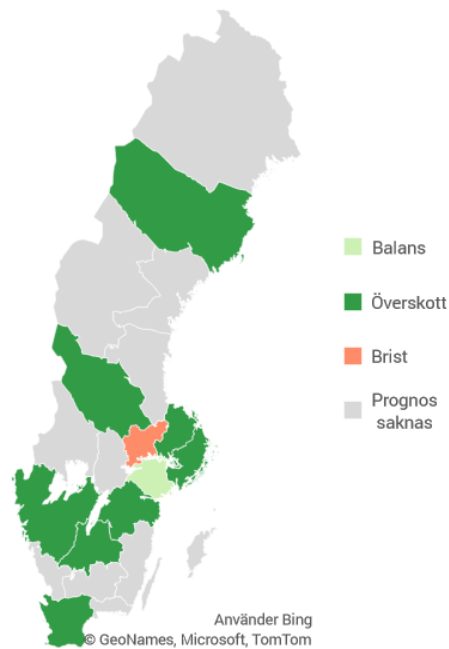 Balans
Överskott
Brist
Prognos
saknas
Använder Bing
© GeoNames, Microsoft, TomTom